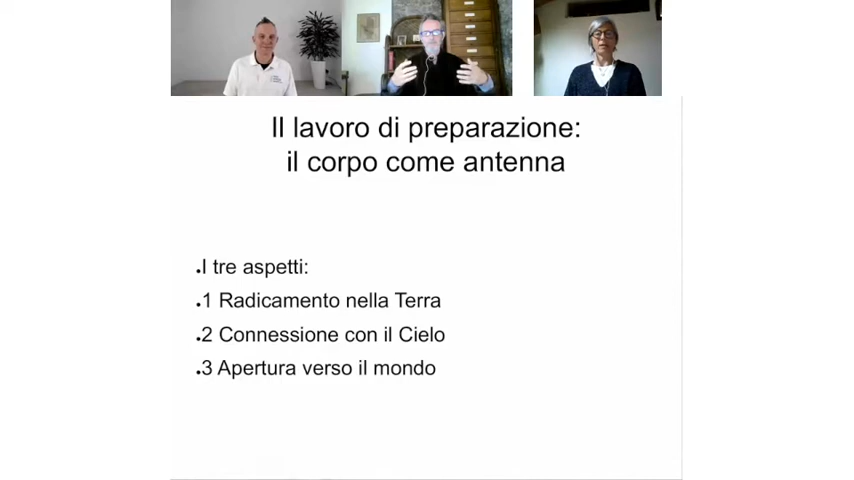 Il lavoro di preparazione:
il corpo come antenna
•I tre aspetti:
•1 Radicamento nella Terra
•2 Connessione con il Cielo
•3 Apertura verso il mondo